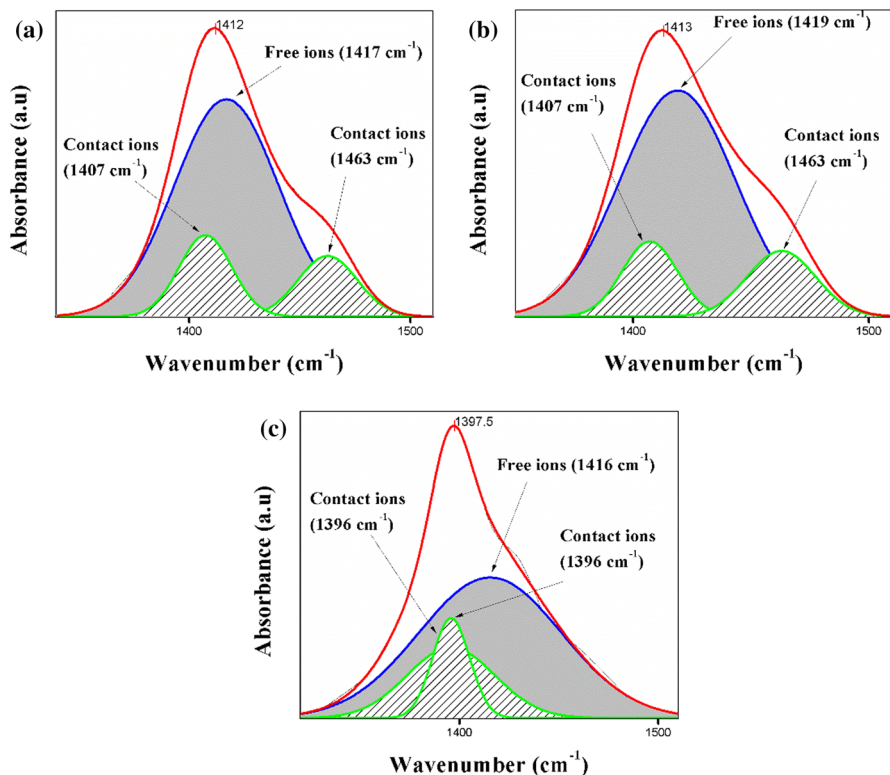 (a)
1412
Free ions (1417 cm⁻¹)
Contact ions
(1407 cm⁻¹)
Contact ions
(1463 cm⁻¹)
Absorbance (a.u)
1400
1500
Wavenumber (cm⁻¹)
(b)
1413
Free ions (1419 cm⁻¹)
Contact ions
(1407 cm⁻¹)
Contact ions
(1463 cm⁻¹)
Absorbance (a.u)
1400
1500
Wavenumber (cm⁻¹)
(c)
1397.5
Free ions (1416 cm⁻¹)
Contact ions
(1396 cm⁻¹)
Contact ions
(1396 cm⁻¹)
Absorbance (a.u)
1400
1500
Wavenumber (cm⁻¹)